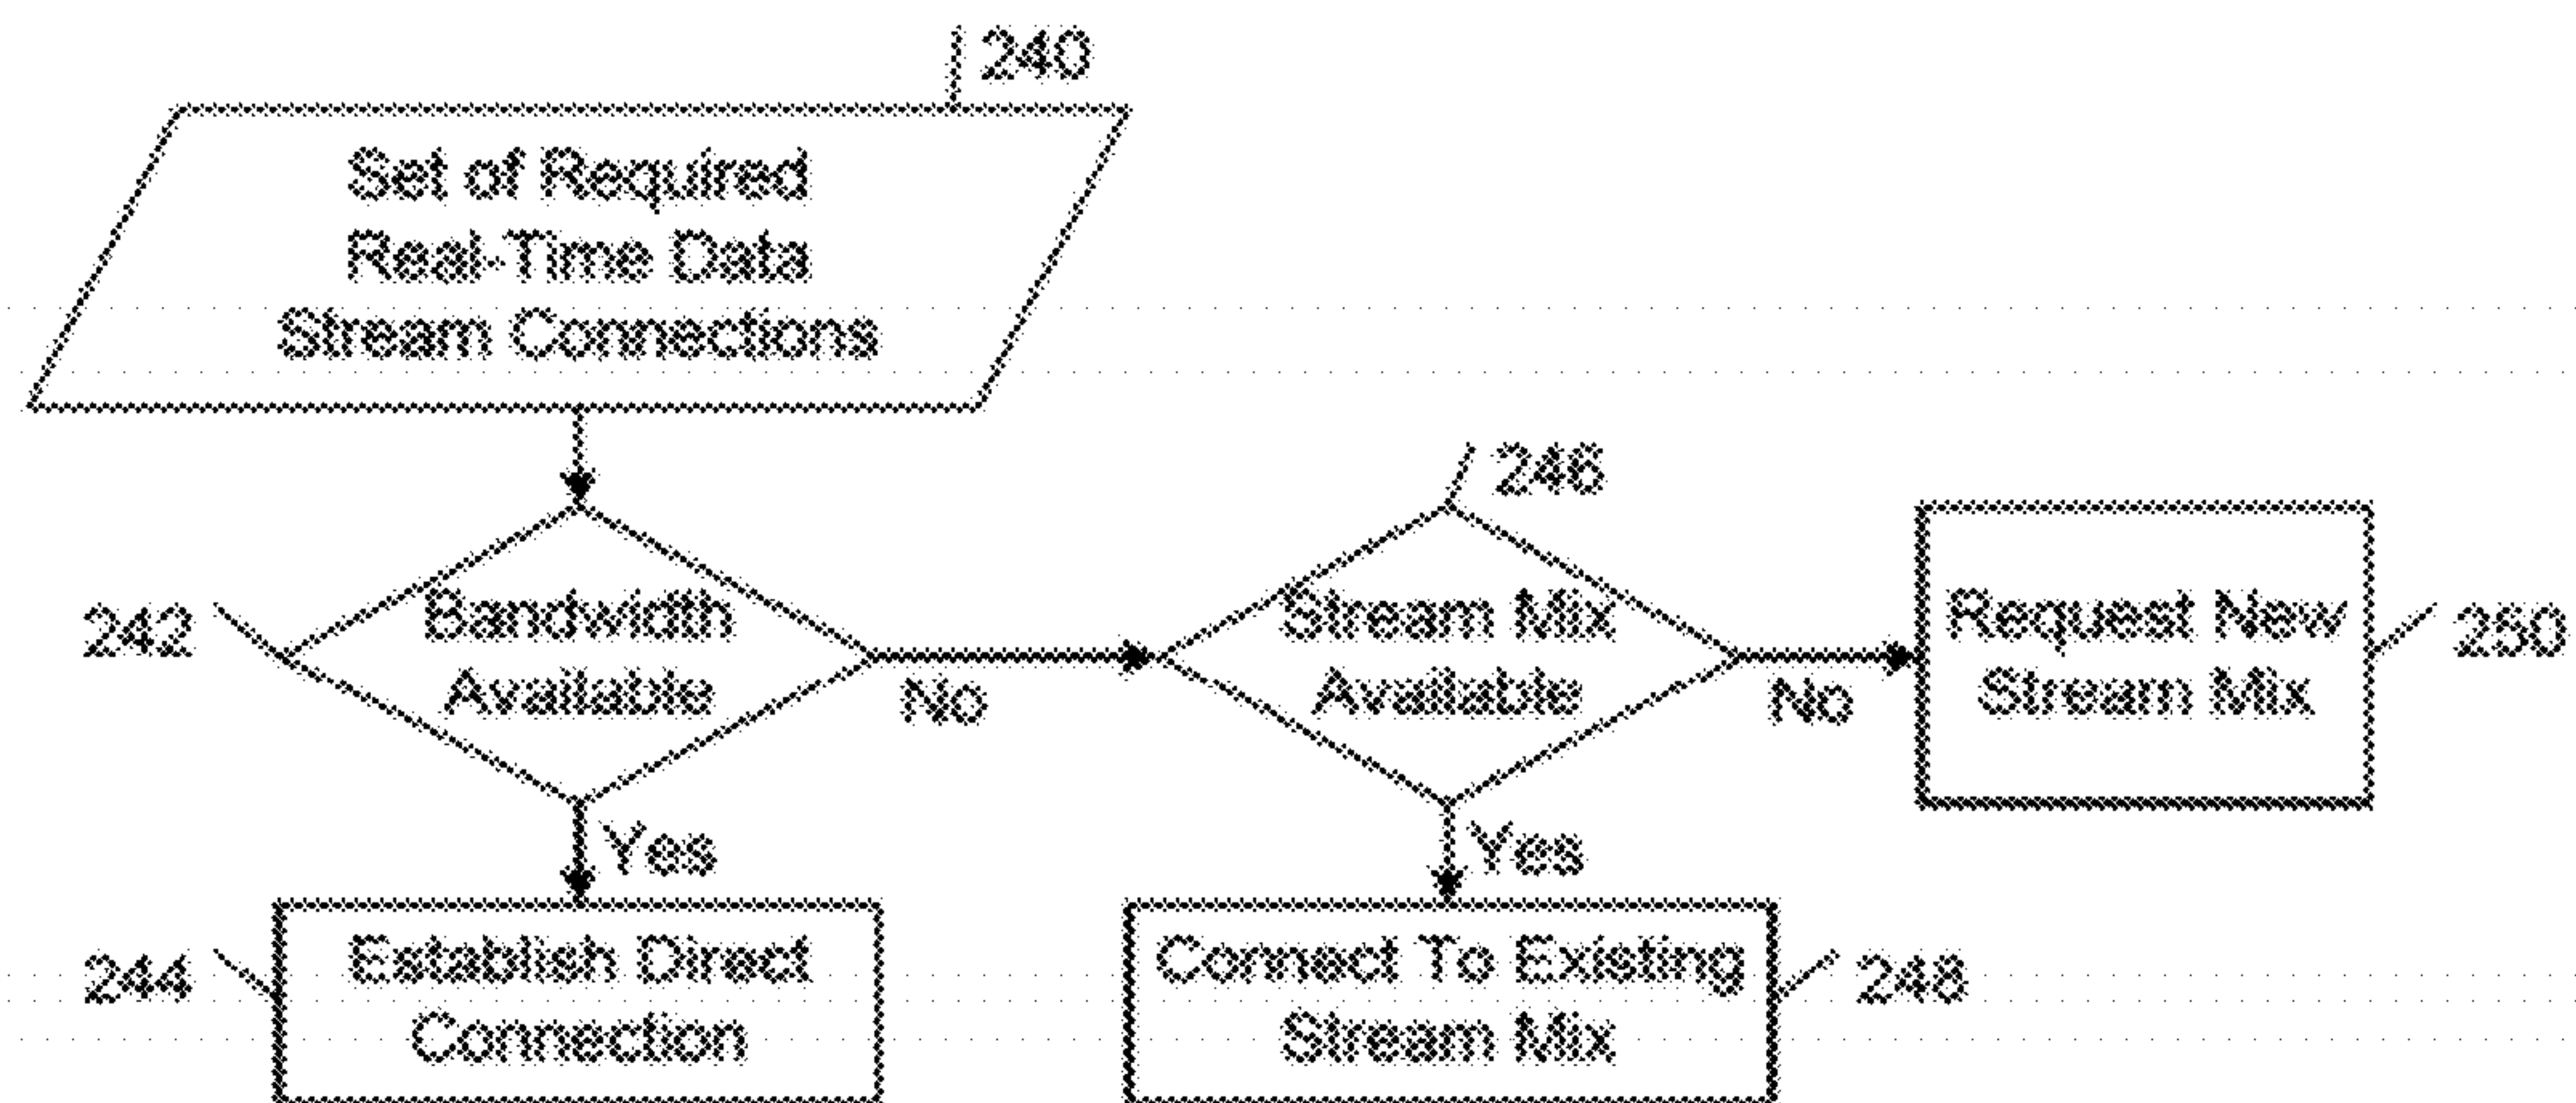 240
Set of Required
Real-Time Data
Stream Connections
242
Bandwidth
Available
No
Yes
246
Stream Mix
Available
No
Yes
Request New
Stream Mix
250
244
Establish Direct
Connection
Connect To Existing
Stream Mix
248